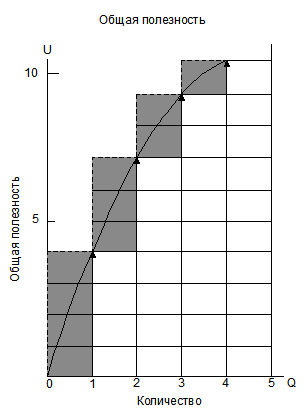 Общая полезность
U
10
5
Общая полезность
0 1 2 3 4 5 Q
Количество